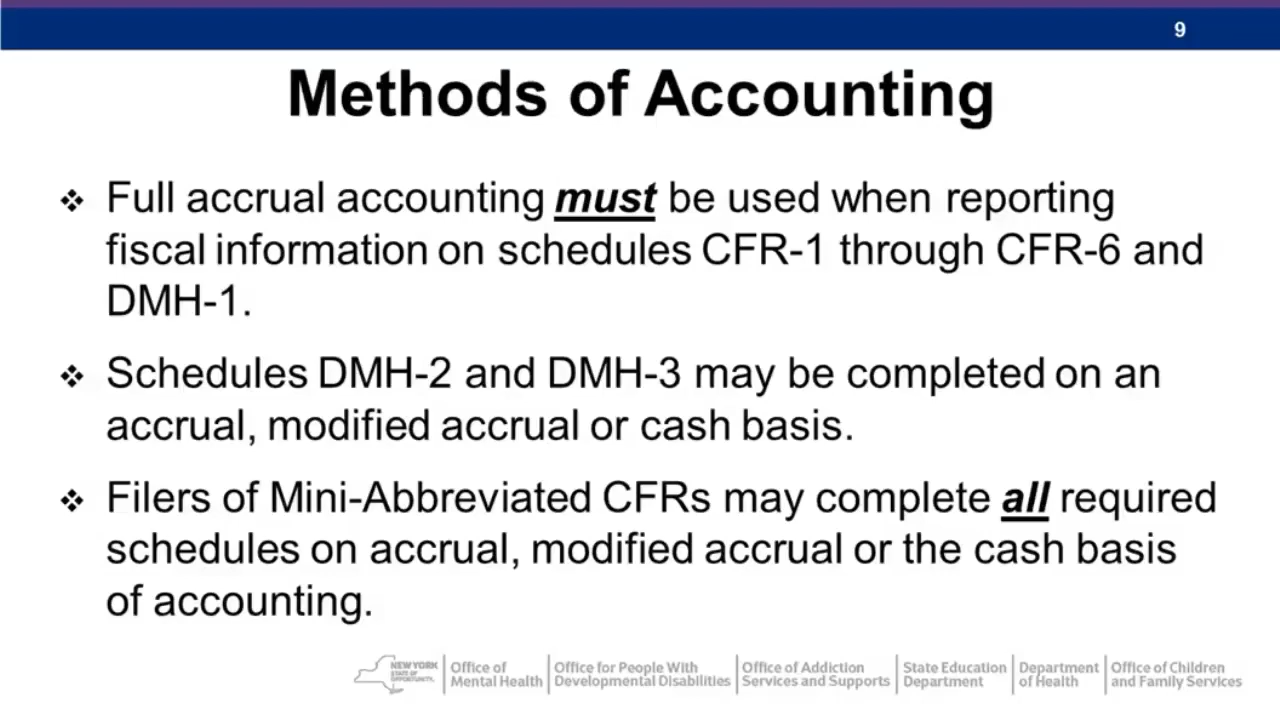 9
Methods of Accounting
❖ Full accrual accounting must be used when reporting
fiscal information on schedules CFR-1 through CFR-6 and
DMH-1.
❖ Schedules DMH-2 and DMH-3 may be completed on an
accrual, modified accrual or cash basis.
❖ Filers of Mini-Abbreviated CFRs may complete all required
schedules on accrual, modified accrual or the cash basis
of accounting.
NEW YORK
STATE OF
OPPORTUNITY.
Office of
Mental Health
Office for People With
Developmental Disabilities
Office of Addiction
Services and Supports
State Education
Department
Department
of Health
Office of Children
and Family Services